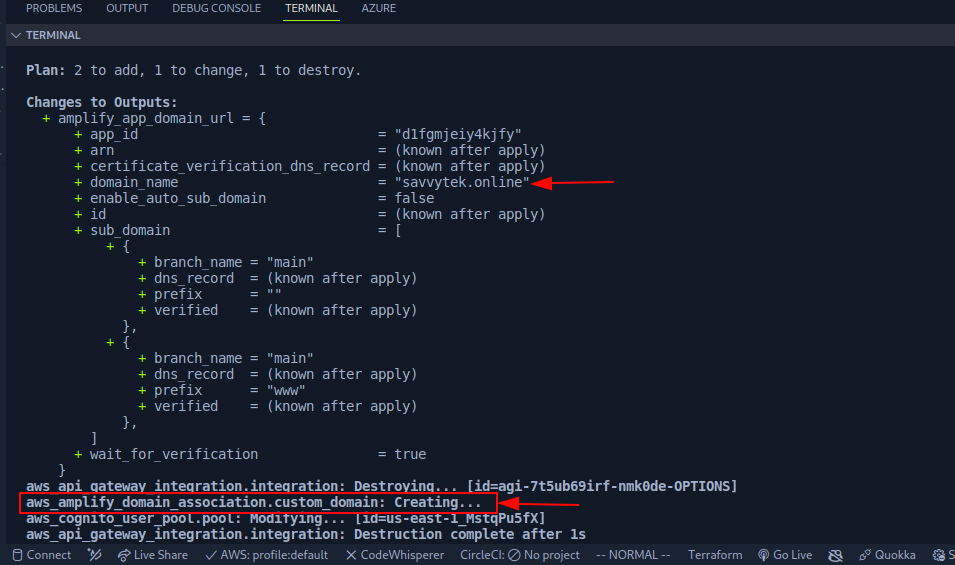 PROBLEMS OUTPUT DEBUG CONSOLE TERMINAL AZURE
TERMINAL
Plan: 2 to add, 1 to change, 1 to destroy.
Changes to Outputs:
+ amplify_app_domain_url = {
+ app_id = "d1fgmjeiy4kjfy"
+ arn = (known after apply)
+ certificate_verification_dns_record = (known after apply)
+ domain_name = "savvytek.online"
+ enable_auto_sub_domain = false
+ id = (known after apply)
+ sub_domain = [
+ {
+ branch_name = "main"
+ dns_record = (known after apply)
+ prefix = ""
+ verified = (known after apply)
},
+ {
+ branch_name = "main"
+ dns_record = (known after apply)
+ prefix = "www"
+ verified = (known after apply)
},
]
+ wait_for_verification = true
}
aws_api_gateway_integration.integration: Destroying... [id=agi-7t5ub69irf-nmk0de-OPTIONS]
aws_amplify_domain_association.custom_domain: Creating...
aws_cognito_user_pool.pool: Modifying... [id=us-east-1_MstqPu5fX]
aws_api_gateway_integration.integration: Destruction complete after 1s
Connect Live Share AWS: profile:default CodeWhisperer CircleCI: No project -- NORMAL -- Terraform Go Live Quokka S